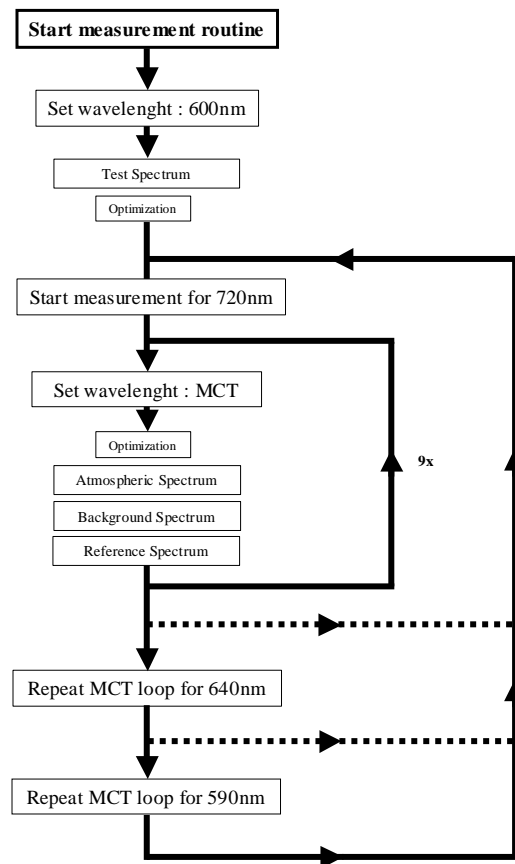 Start measurement routine
Set wavelenght : 600nm
Test Spectrum
Optimization
Start measurement for 720nm
Set wavelenght : MCT
Optimization
Atmospheric Spectrum
9x
Background Spectrum
Reference Spectrum
Repeat MCT loop for 640nm
Repeat MCT loop for 590nm